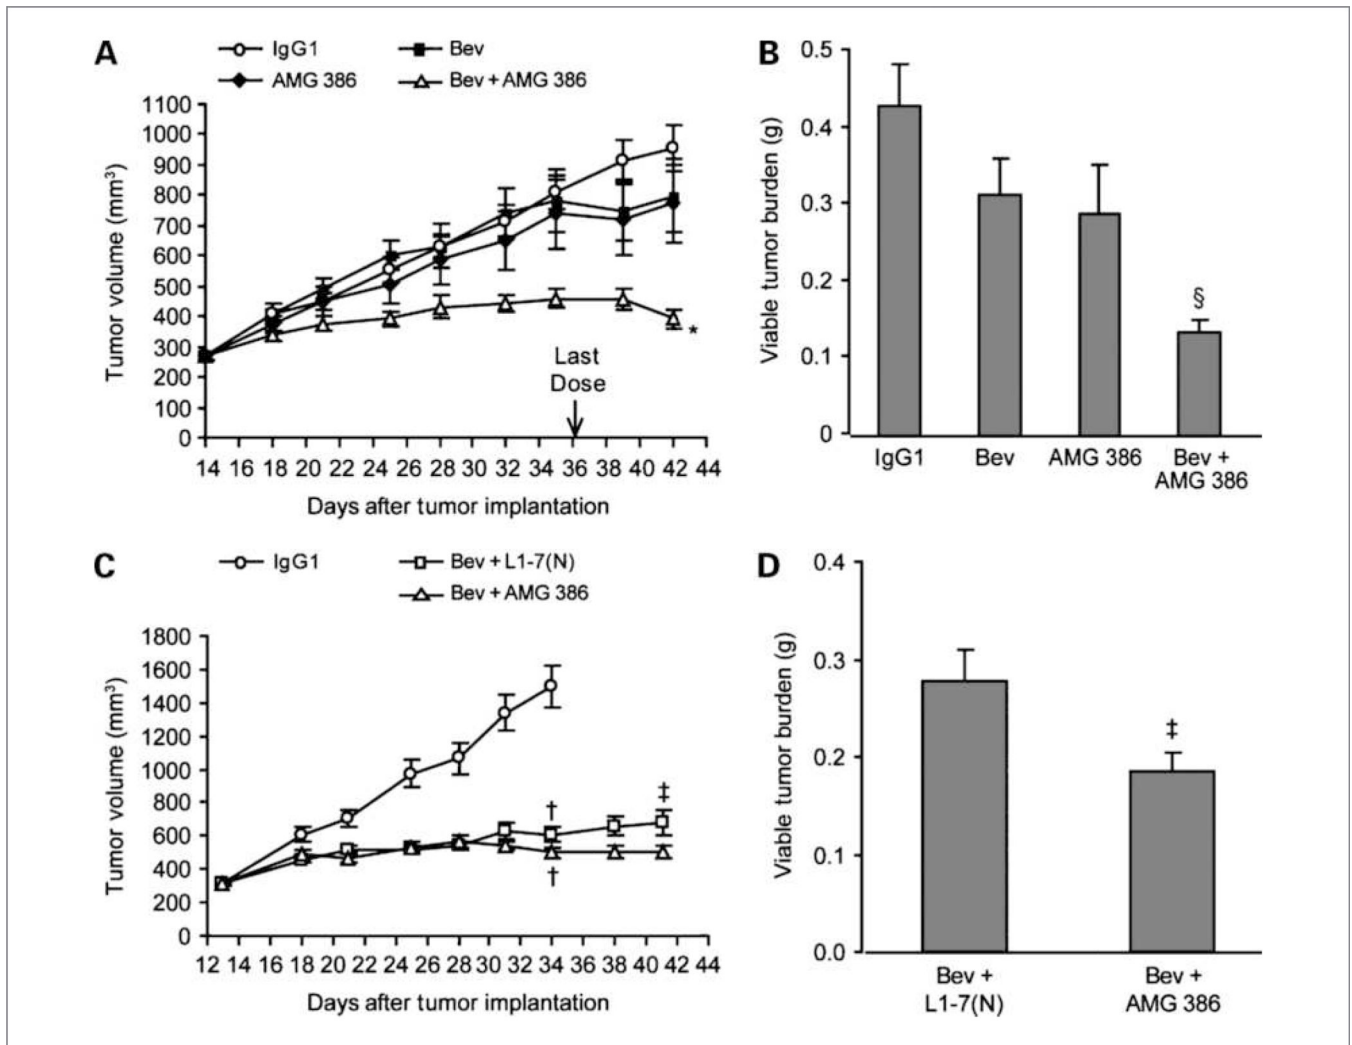 A
IgG1
Bev
AMG 386
Bev + AMG 386
1100
1000
900
800
700
600
500
400
300
200
100
0
Tumor volume (mm³)
*
Last
Dose
14 16 18 20 22 24 26 28 30 32 34 36 38 40 42 44
Days after tumor implantation
B
0.5
0.4
0.3
0.2
0.1
0
Viable tumor burden (g)
§
IgG1 Bev AMG 386 Bev +
AMG 386
C
IgG1
Bev + L1-7(N)
Bev + AMG 386
1800
1600
1400
1200
1000
800
600
400
200
0
Tumor volume (mm³)
†
‡
†
12 14 16 18 20 22 24 26 28 30 32 34 36 38 40 42 44
Days after tumor implantation
D
0.4
0.3
0.2
0.1
0.0
Viable tumor burden (g)
‡
Bev +
L1-7(N)
Bev +
AMG 386